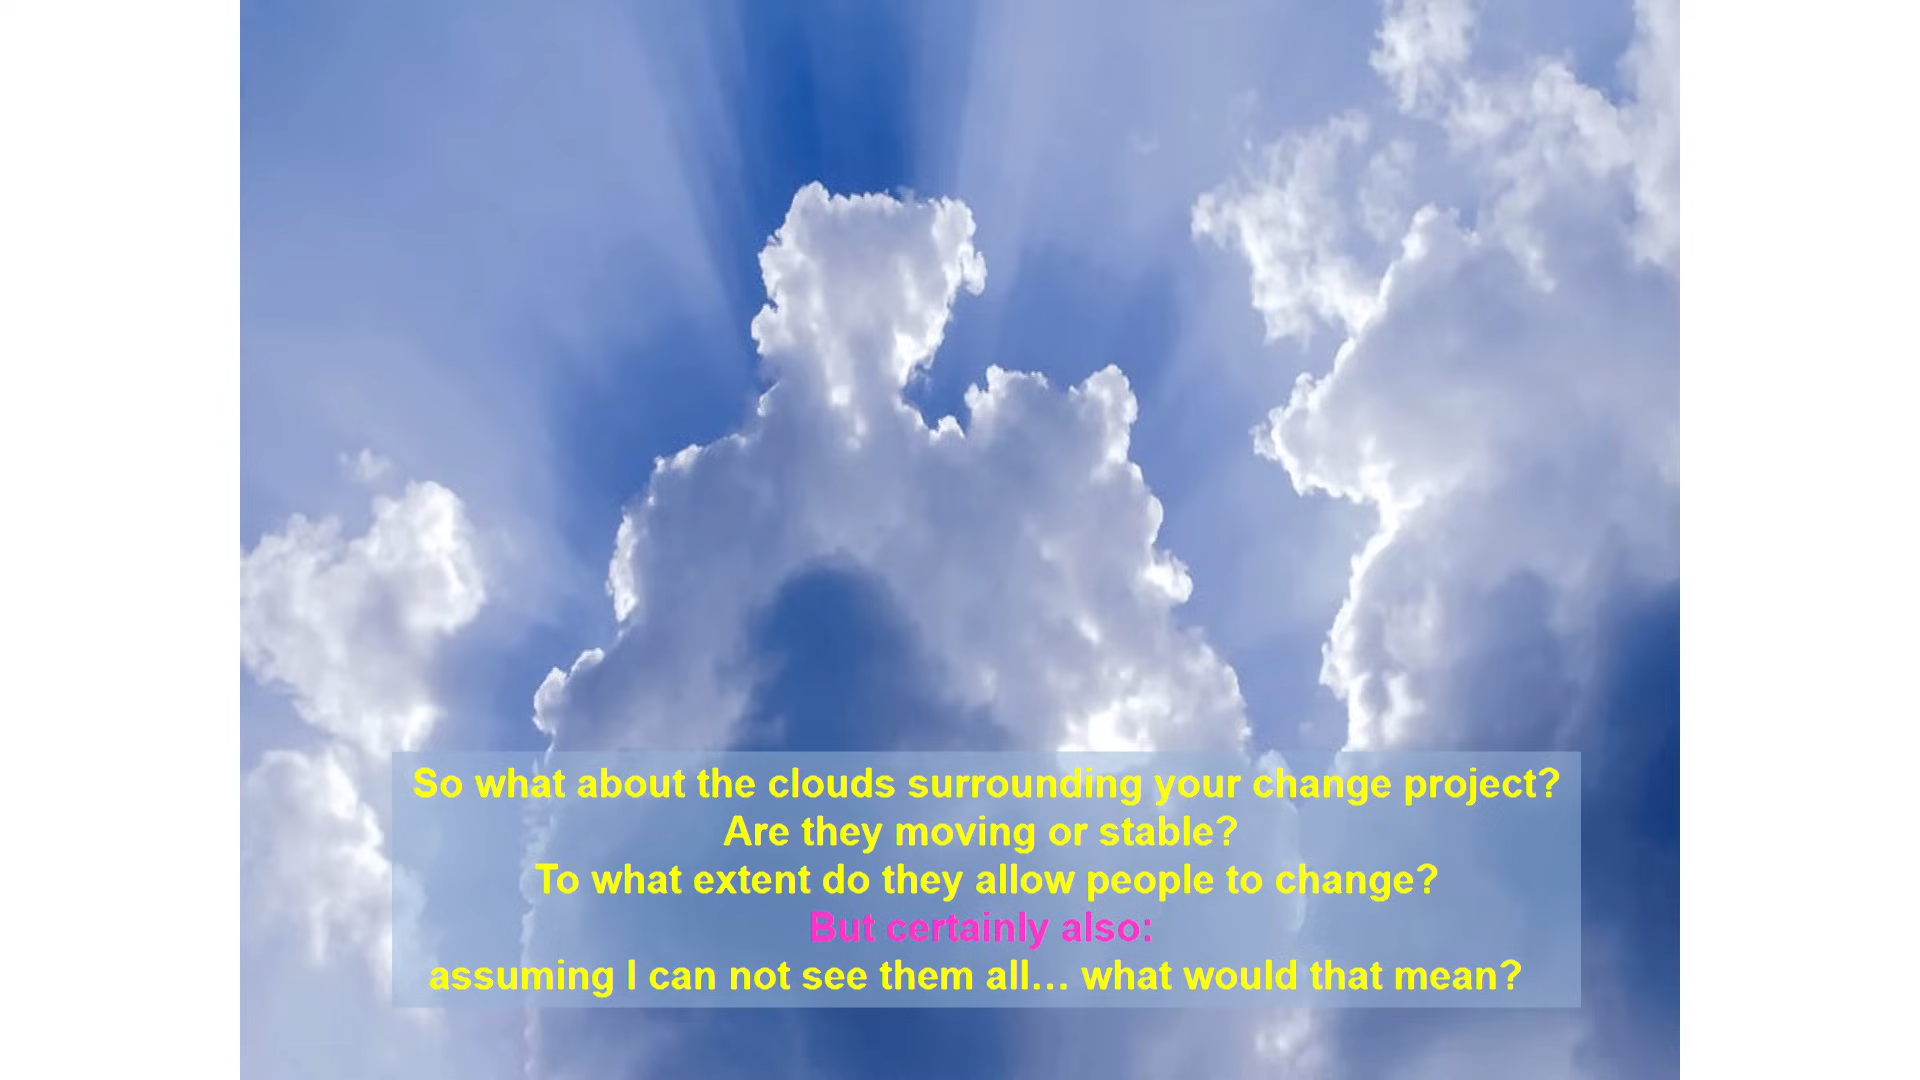 So what about the clouds surrounding your change project?
Are they moving or stable?
To what extent do they allow people to change?
But certainly also:
assuming I can not see them all… what would that mean?